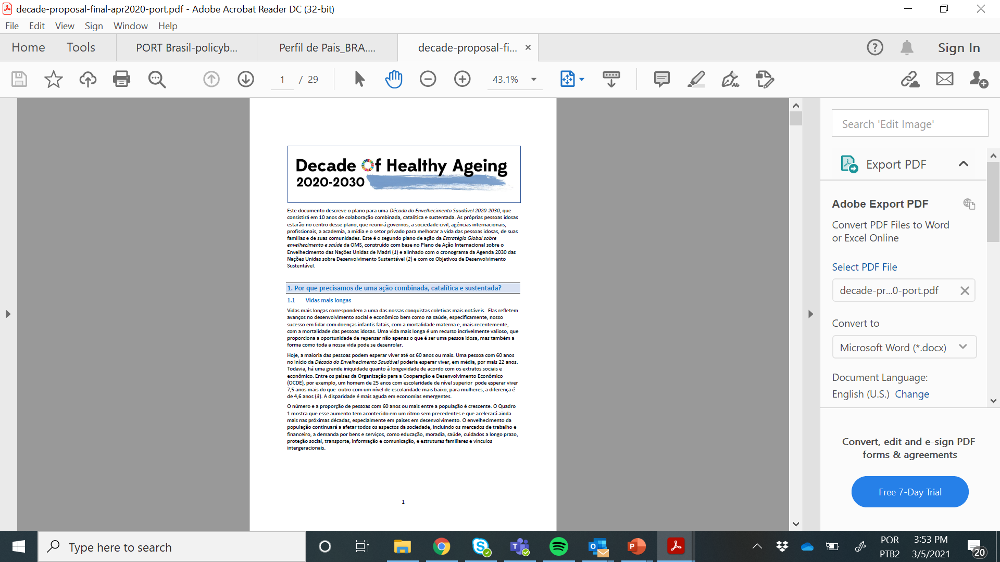 decade-proposal-final-apr2020-port.pdf - Adobe Acrobat Reader DC (32-bit)
File Edit View Sign Window Help
Home Tools PORT Brasil-policyb... Perfil de Pais_BRA.... decade-proposal-fi... Sign In
1 / 29 43.1%
Decade Of Healthy Ageing
2020-2030
Este documento descreve o plano para uma Década do Envelhecimento Saudável 2020-2030, que
consistirá em 10 anos de colaboração combinada, catalítica e sustentada. As próprias pessoas idosas
estarão no centro desse plano, que reunirá governos, a sociedade civil, agências internacionais,
profissionais, a academia, a mídia e o setor privado para melhorar a vida das pessoas idosas, de suas
famílias e de suas comunidades. Este é o segundo plano de ação da Estratégia Global sobre
envelhecimento e saúde da OMS, construído com base no Plano de Ação Internacional sobre o
Envelhecimento das Nações Unidas de Madri (1) e alinhado com o cronograma da Agenda 2030 das
Nações Unidas sobre Desenvolvimento Sustentável (2) e com os Objetivos de Desenvolvimento
Sustentável.
1. Por que precisamos de uma ação combinada, catalítica e sustentada?
1.1 Vidas mais longas
Vidas mais longas correspondem a uma das nossas conquistas coletivas mais notáveis. Elas refletem
avanços no desenvolvimento social e econômico bem como na saúde, especificamente, nosso
sucesso em lidar com doenças infantis fatais, com a mortalidade materna e, mais recentemente,
com a mortalidade das pessoas idosas. Uma vida mais longa é um recurso incrivelmente valioso, que
proporciona a oportunidade de repensar não apenas o que é ser uma pessoa idosa, mas também a
forma como toda a nossa vida pode se desenrolar.
Hoje, a maioria das pessoas podem esperar viver até os 60 anos ou mais. Uma pessoa com 60 anos
no início da Década do Envelhecimento Saudável poderia esperar viver, em média, por mais 22 anos.
Todavia, há uma grande iniquidade quanto à longevidade de acordo com os extratos sociais e
econômico. Entre os países da Organização para a Cooperação e Desenvolvimento Econômico
(OCDE), por exemplo, um homem de 25 anos com escolaridade de nível superior pode esperar viver
7,5 anos mais do que outro com um nível de escolaridade mais baixo; para mulheres, a diferença é
de 4,6 anos (3). A disparidade é mais aguda em economias emergentes.
O número e a proporção de pessoas com 60 anos ou mais entre a população é crescente. O Quadro
1 mostra que esse aumento tem acontecido em um ritmo sem precedentes e que acelerará ainda
mais nas próximas décadas, especialmente em países em desenvolvimento. O envelhecimento da
população continuará a afetar todos os aspectos da sociedade, incluindo os mercados de trabalho e
financeiro, a demanda por bens e serviços, como educação, moradia, saúde, cuidados a longo prazo,
proteção social, transporte, informação e comunicação, e estruturas familiares e vínculos
intergeracionais.
1
Search 'Edit Image'
Export PDF
Adobe Export PDF
Convert PDF Files to Word
or Excel Online
Select PDF File
decade-pr...0-port.pdf
Convert to
Microsoft Word (*.docx)
Document Language:
English (U.S.) Change
Convert, edit and e-sign PDF
forms & agreements
Free 7-Day Trial
Type here to search
POR
PTB2
3:53 PM
3/5/2021
20